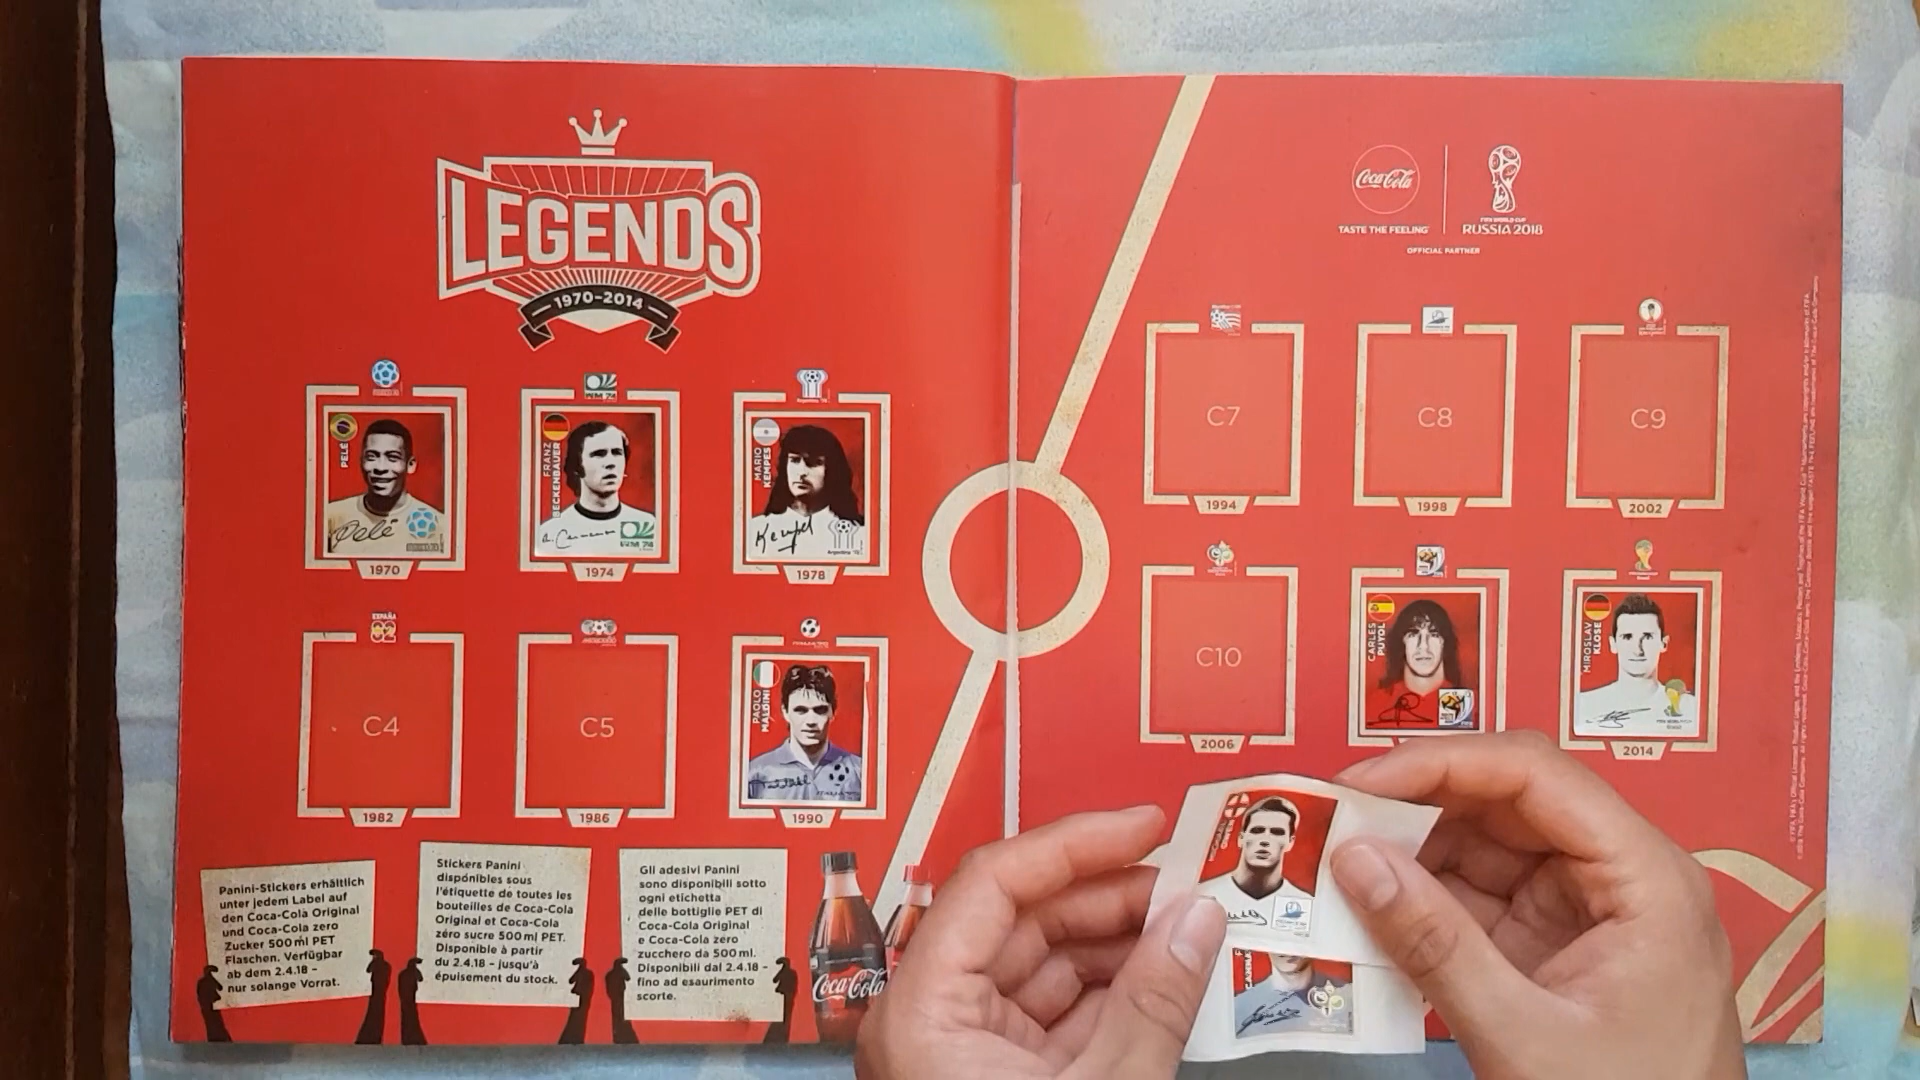 LEGENDS
1970-2014
PELÉ
1970
FRANZ
BECKENBAUER
WM 74
1974
MARIO
KEMPES
Argentina '78
1978
ESPAÑA
82
C4
1982
C5
1986
PAOLO
MALDINI
1990
Panini-Stickers erhältlich
unter jedem Label auf
den Coca-Cola Original
und Coca-Cola zero
Zucker 500 ml PET
Flaschen. Verfügbar
ab dem 2.4.18 –
nur solange Vorrat.
Stickers Panini
disponibles sous
l'étiquette de toutes les
bouteilles de Coca-Cola
Original et Coca-Cola
zéro sucre 500 ml PET.
Disponible à partir
du 2.4.18 – jusqu'à
épuisement du stock.
Gli adesivi Panini
sono disponibili sotto
ogni etichetta
delle bottiglie PET di
Coca-Cola Original
e Coca-Cola zero
zucchero da 500 ml.
Disponibili dal 2.4.18 –
fino ad esaurimento
scorte.
Coca-Cola
Coca-Cola
TASTE THE FEELING
FIFA WORLD CUP
RUSSIA 2018
OFFICIAL PARTNER
C7
1994
C8
1998
C9
2002
C10
2006
CARLES
PUYOL
MIROSLAV
KLOSE
2014